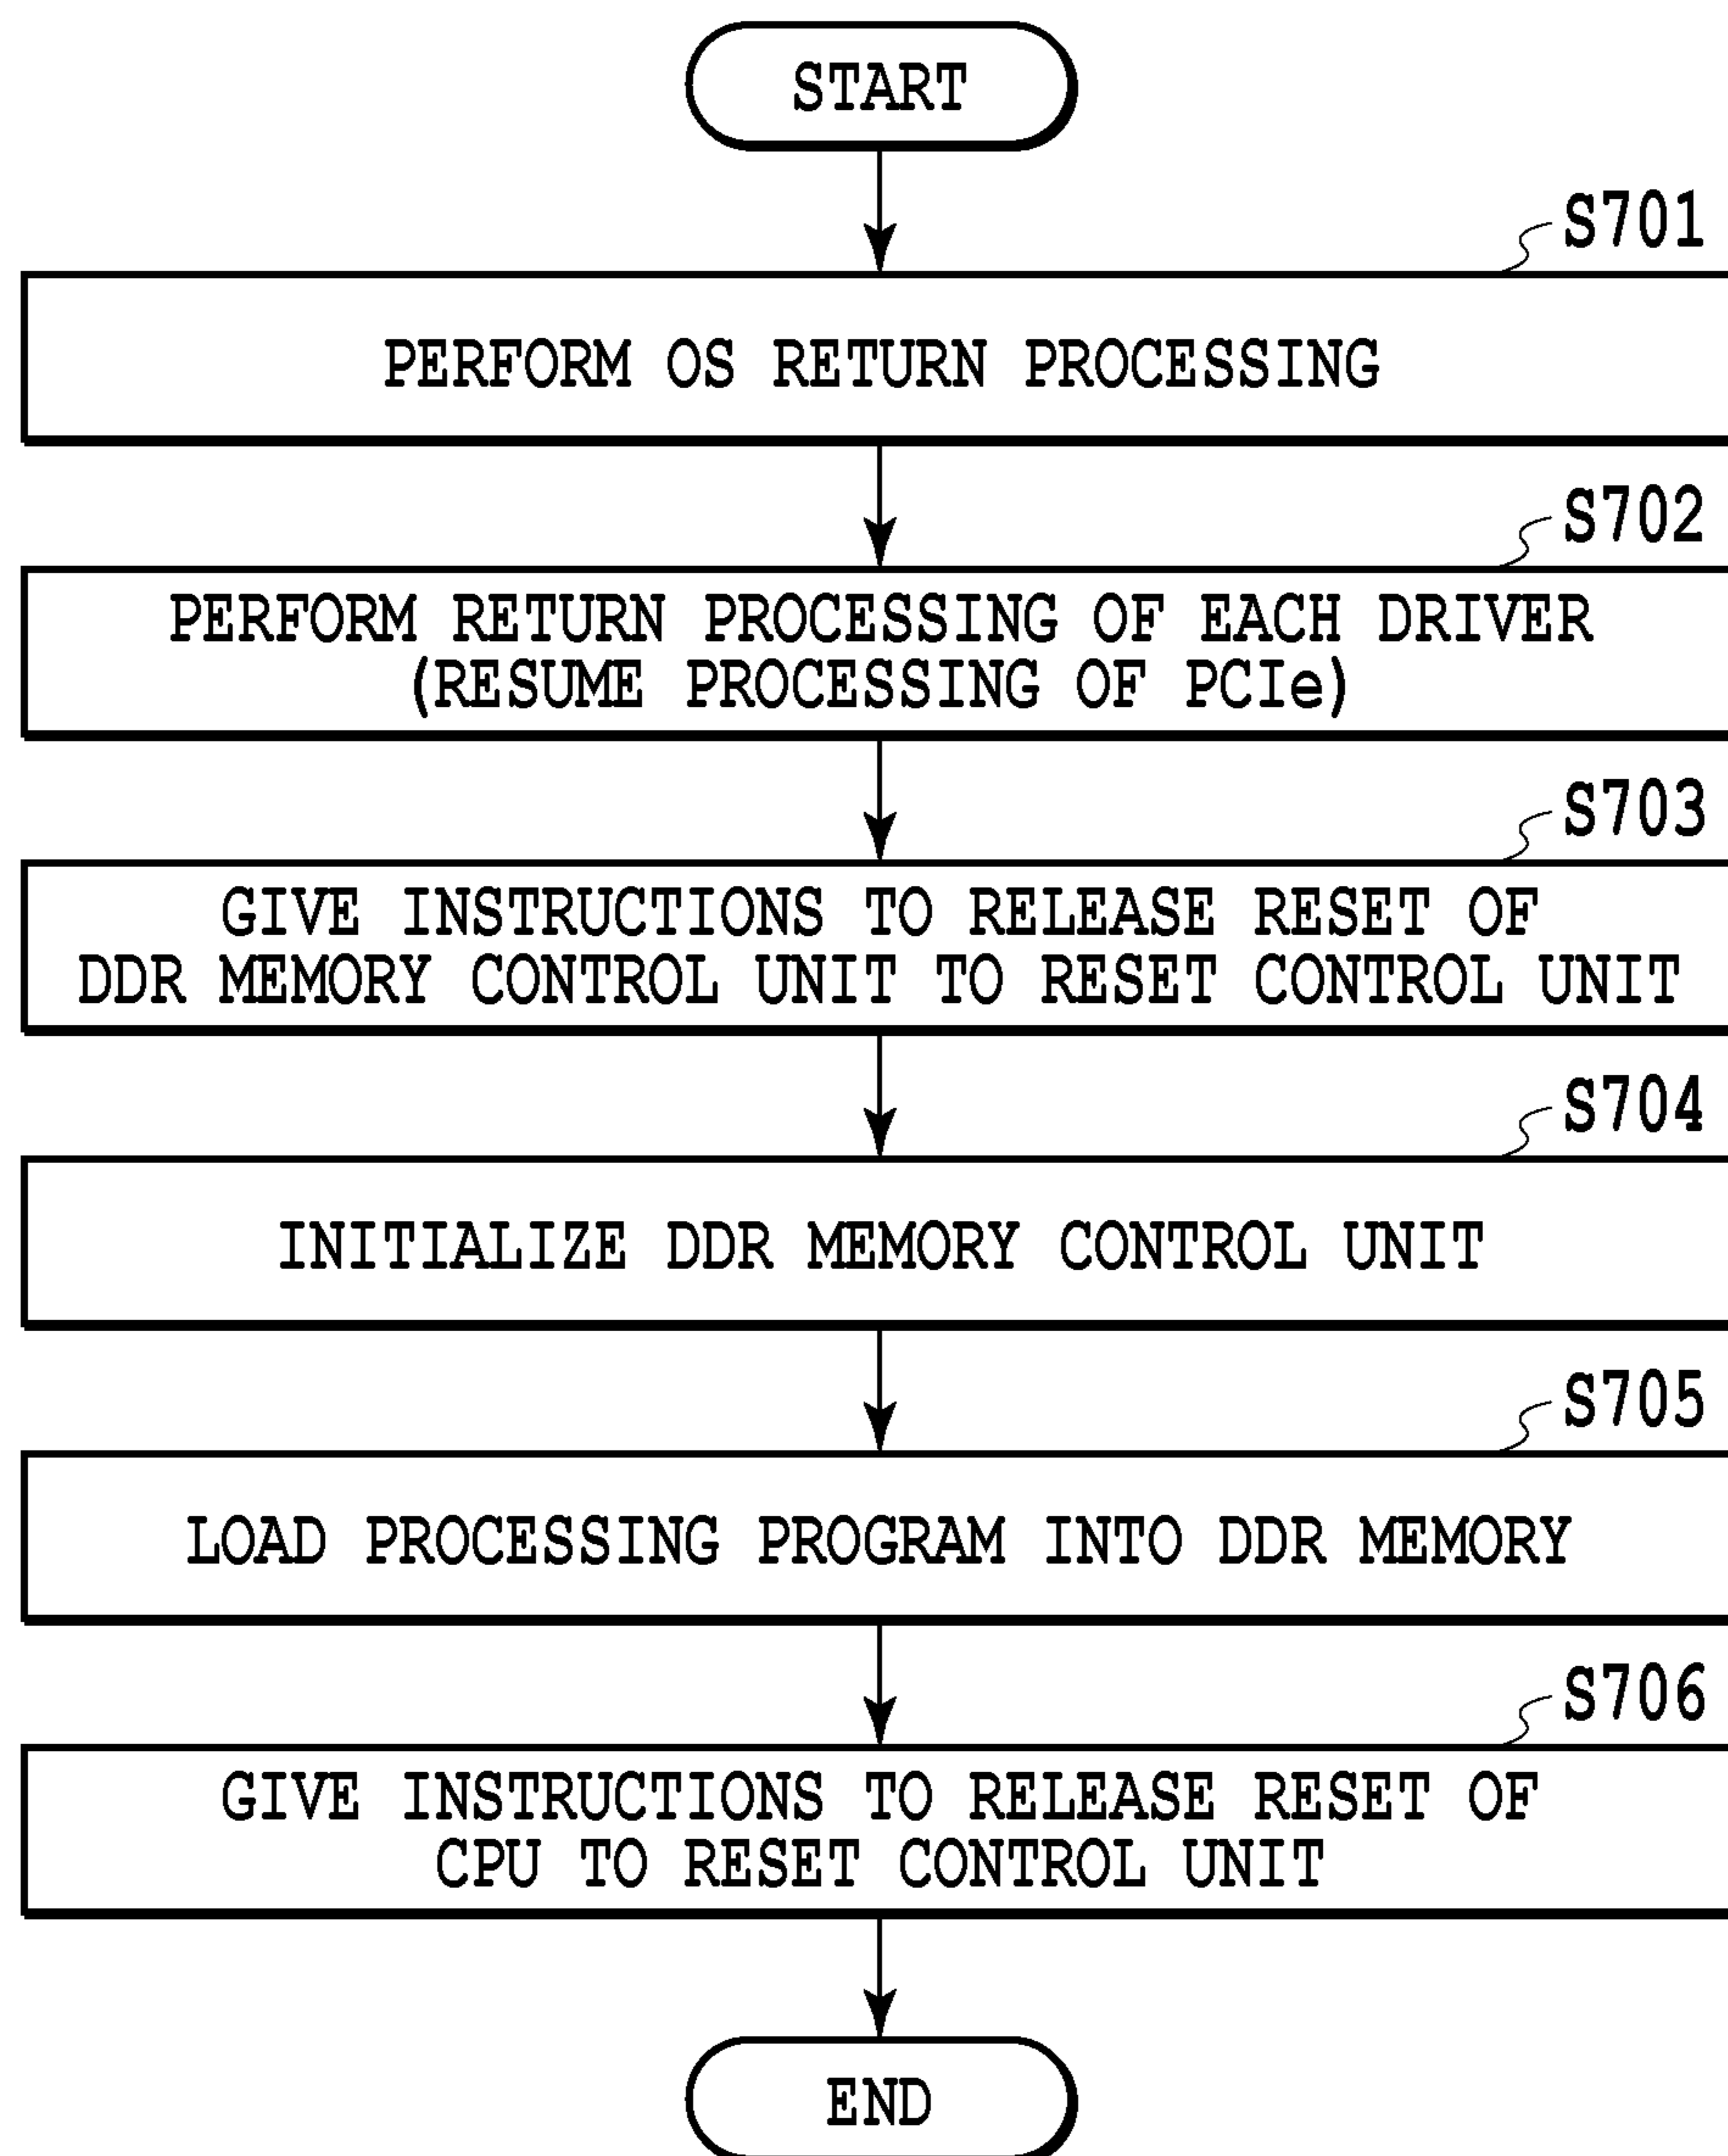 START
S701
PERFORM OS RETURN PROCESSING
S702
PERFORM RETURN PROCESSING OF EACH DRIVER
(RESUME PROCESSING OF PCIe)
S703
GIVE INSTRUCTIONS TO RELEASE RESET OF
DDR MEMORY CONTROL UNIT TO RESET CONTROL UNIT
S704
INITIALIZE DDR MEMORY CONTROL UNIT
S705
LOAD PROCESSING PROGRAM INTO DDR MEMORY
S706
GIVE INSTRUCTIONS TO RELEASE RESET OF
CPU TO RESET CONTROL UNIT
END